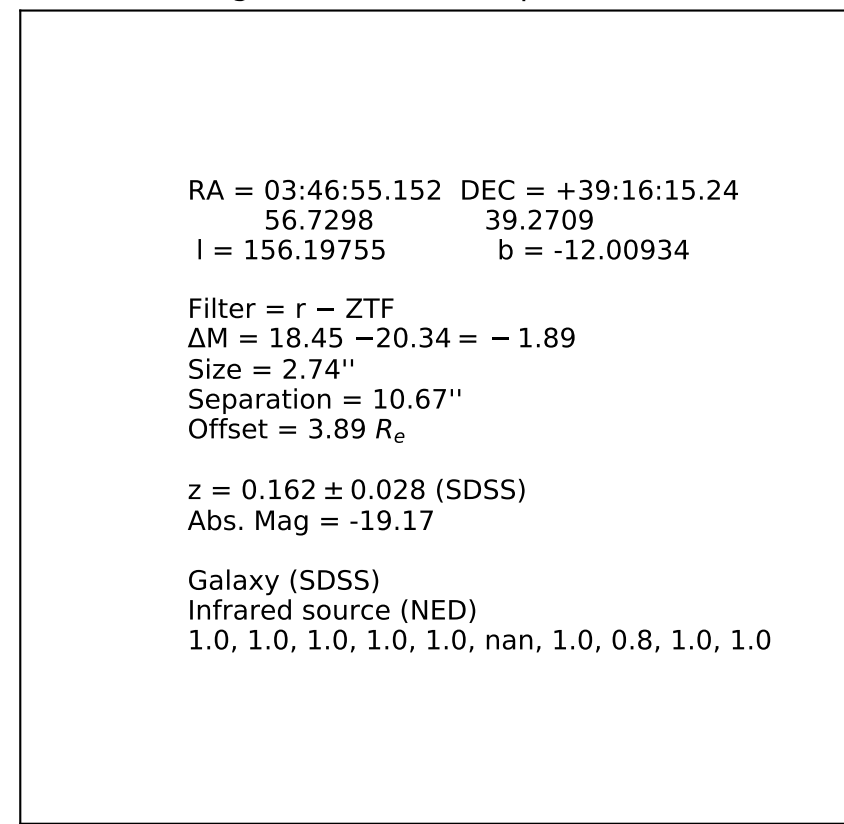 RA = 03:46:55.152  DEC = +39:16:15.24
56.7298  39.2709
l = 156.19755  b = -12.00934
Filter = r − ZTF
ΔM = 18.45 −20.34 = − 1.89
Size = 2.74''
Separation = 10.67''
Offset = 3.89 Rₑ
z = 0.162 ± 0.028 (SDSS)
Abs. Mag = -19.17
Galaxy (SDSS)
Infrared source (NED)
1.0, 1.0, 1.0, 1.0, 1.0, nan, 1.0, 0.8, 1.0, 1.0